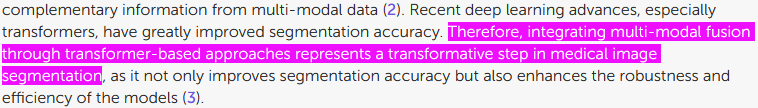 complementary information from multi-modal data (2). Recent deep learning advances, especially
transformers, have greatly improved segmentation accuracy. Therefore, integrating multi-modal fusion
through transformer-based approaches represents a transformative step in medical image
segmentation, as it not only improves segmentation accuracy but also enhances the robustness and
efficiency of the models (3).